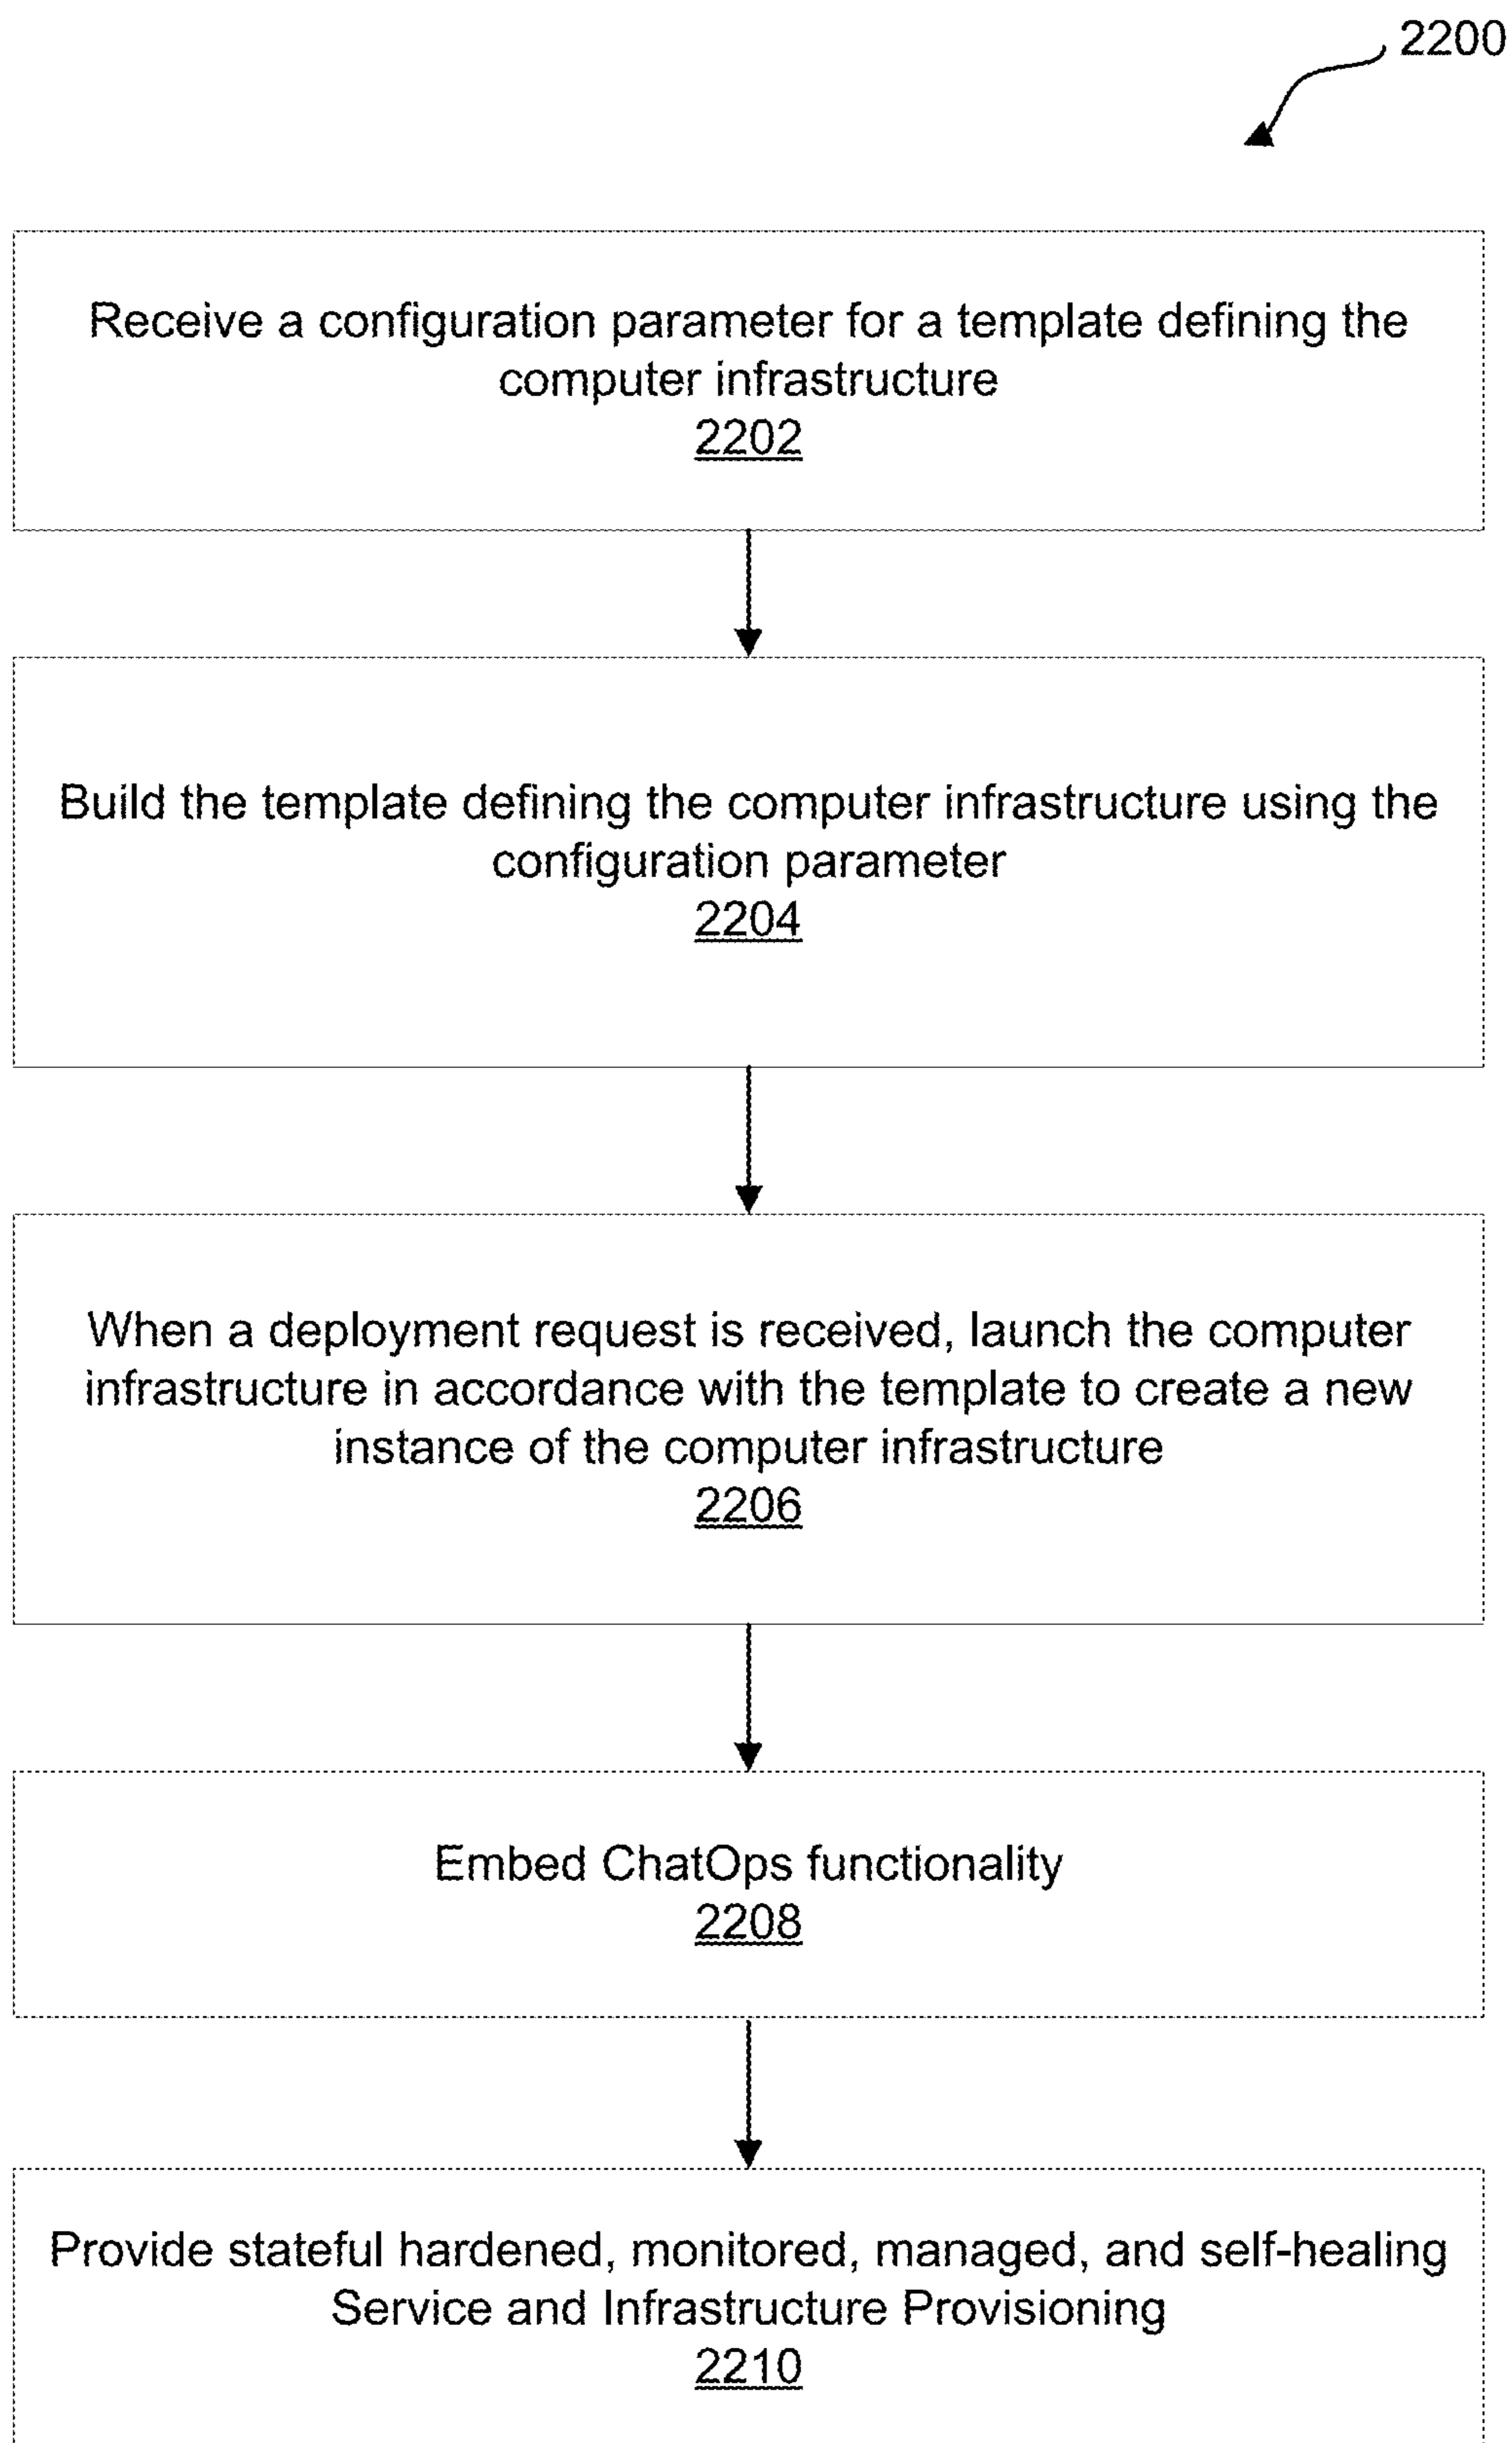 2200
Receive a configuration parameter for a template defining the
computer infrastructure
2202
Build the template defining the computer infrastructure using the
configuration parameter
2204
When a deployment request is received, launch the computer
infrastructure in accordance with the template to create a new
instance of the computer infrastructure
2206
Embed ChatOps functionality
2208
Provide stateful hardened, monitored, managed, and self-healing
Service and Infrastructure Provisioning
2210